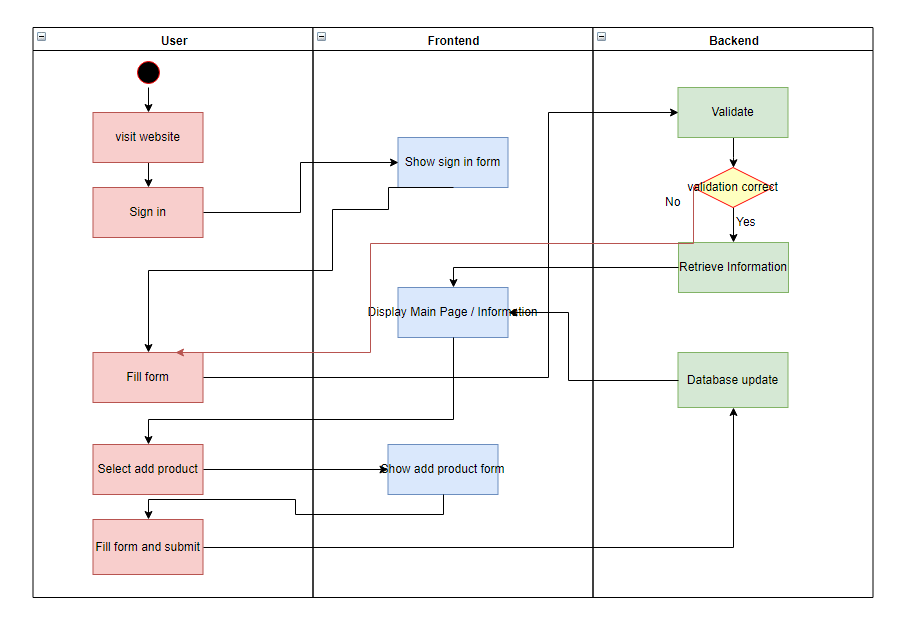 User
Frontend
Backend
visit website
Sign in
Show sign in form
Validate
validation correct
No
Yes
Retrieve Information
Display Main Page / Information
Fill form
Database update
Select add product
Show add product form
Fill form and submit